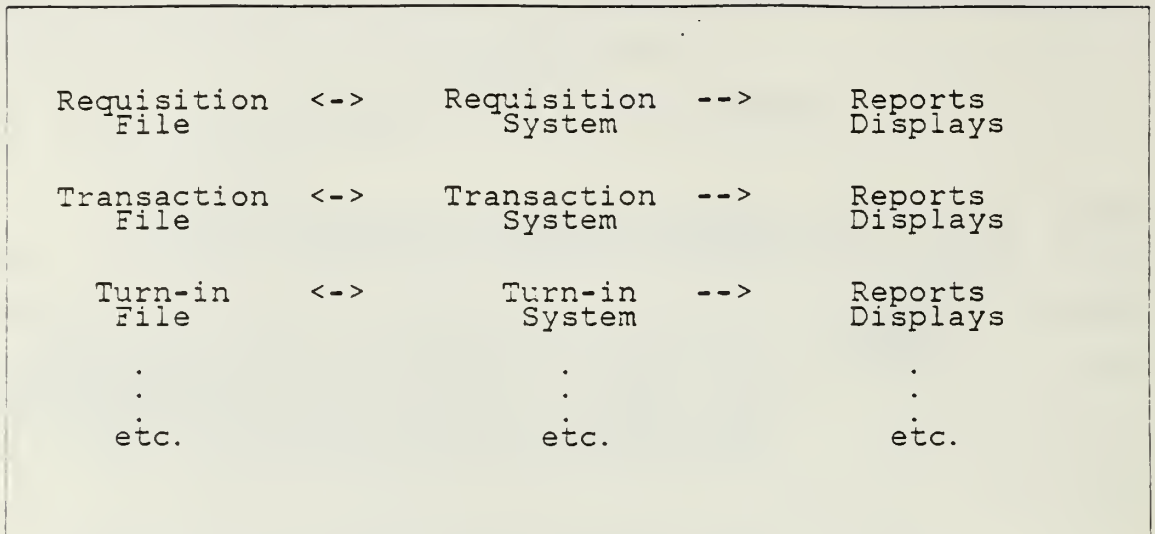 Requisition <-> Requisition --> Reports
File System Displays
Transaction <-> Transaction --> Reports
File System Displays
Turn-in <-> Turn-in --> Reports
File System Displays
. . .
. . .
. . .
etc. etc. etc.